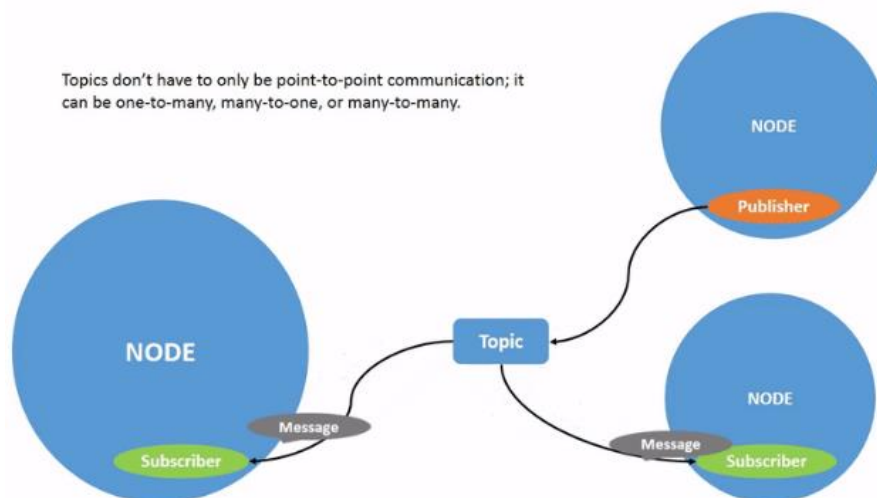 Topics don't have to only be point-to-point communication; it
can be one-to-many, many-to-one, or many-to-many.
NODE
Publisher
NODE
Topic
NODE
Message
Message
Subscriber
Subscriber